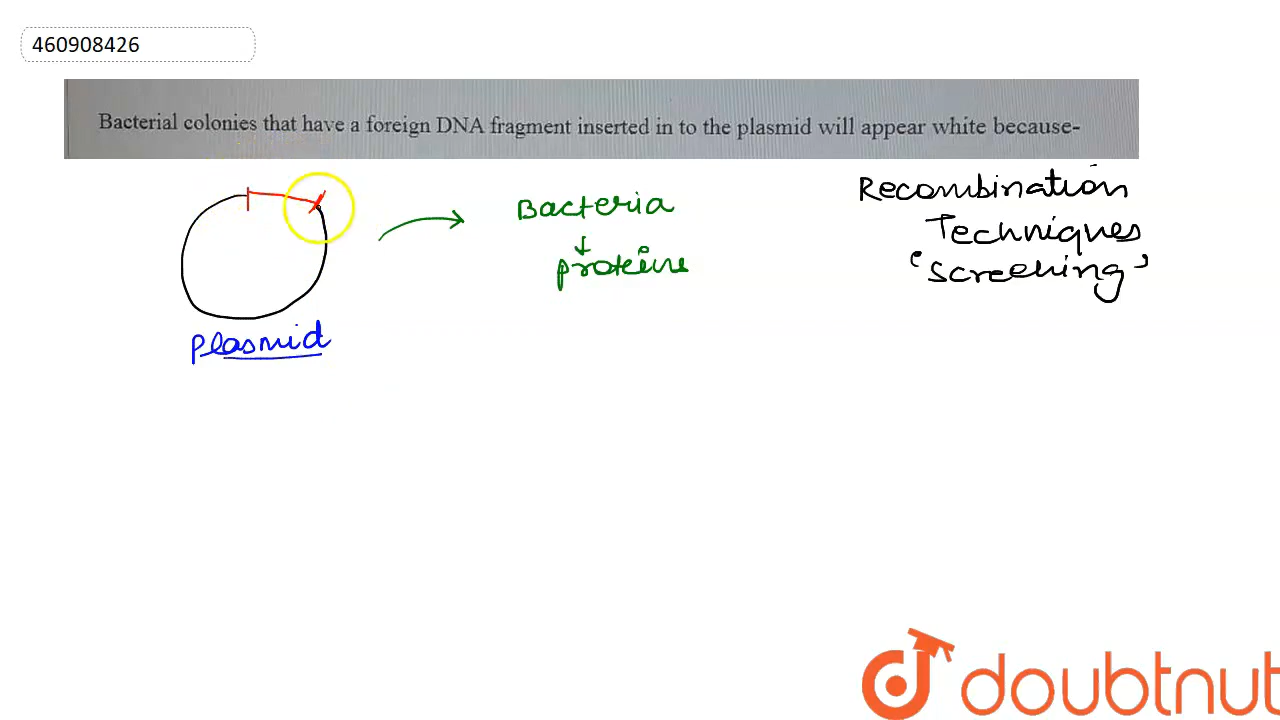 460908426
Bacterial colonies that have a foreign DNA fragment inserted in to the plasmid will appear white because-
Recombination
Techniques
'Screening'
Bacteria
proteins
Plasmid
doubtnut